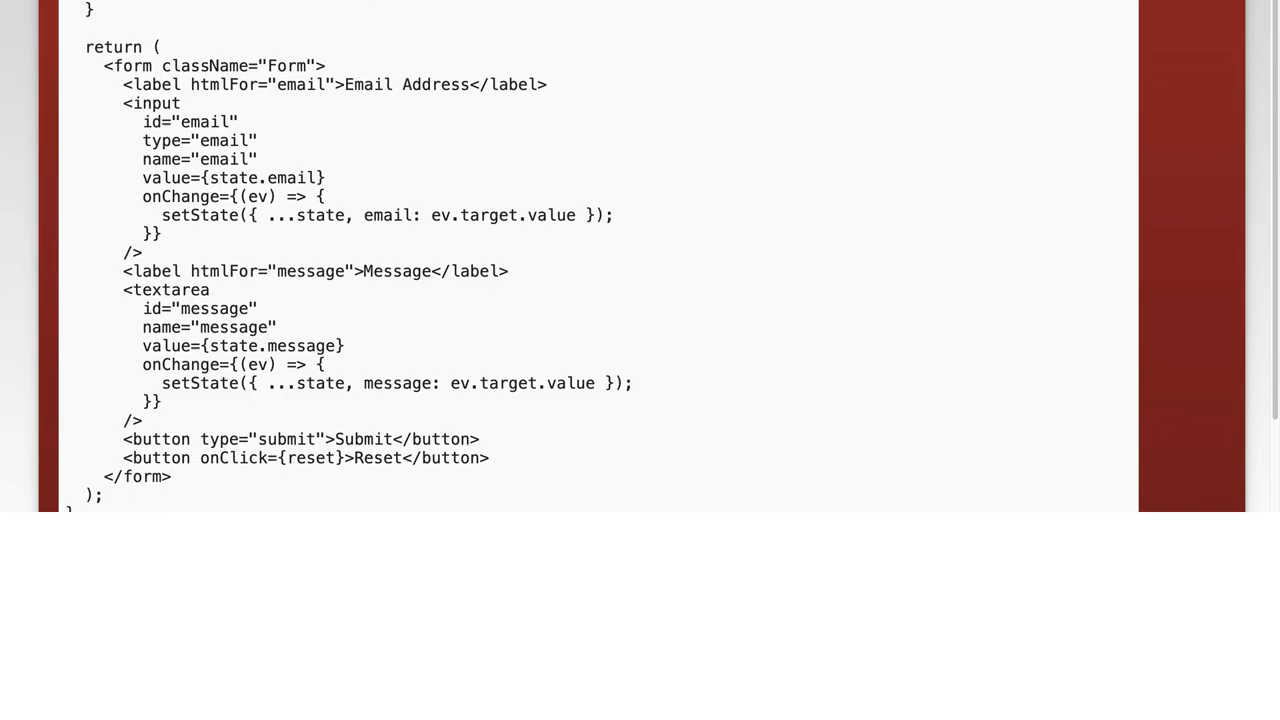 }
return (
<form className="Form">
<label htmlFor="email">Email Address</label>
<input
id="email"
type="email"
name="email"
value={state.email}
onChange={(ev) => {
setState({ ...state, email: ev.target.value });
}}
/>
<label htmlFor="message">Message</label>
<textarea
id="message"
name="message"
value={state.message}
onChange={(ev) => {
setState({ ...state, message: ev.target.value });
}}
/>
<button type="submit">Submit</button>
<button onClick={reset}>Reset</button>
</form>
);
}